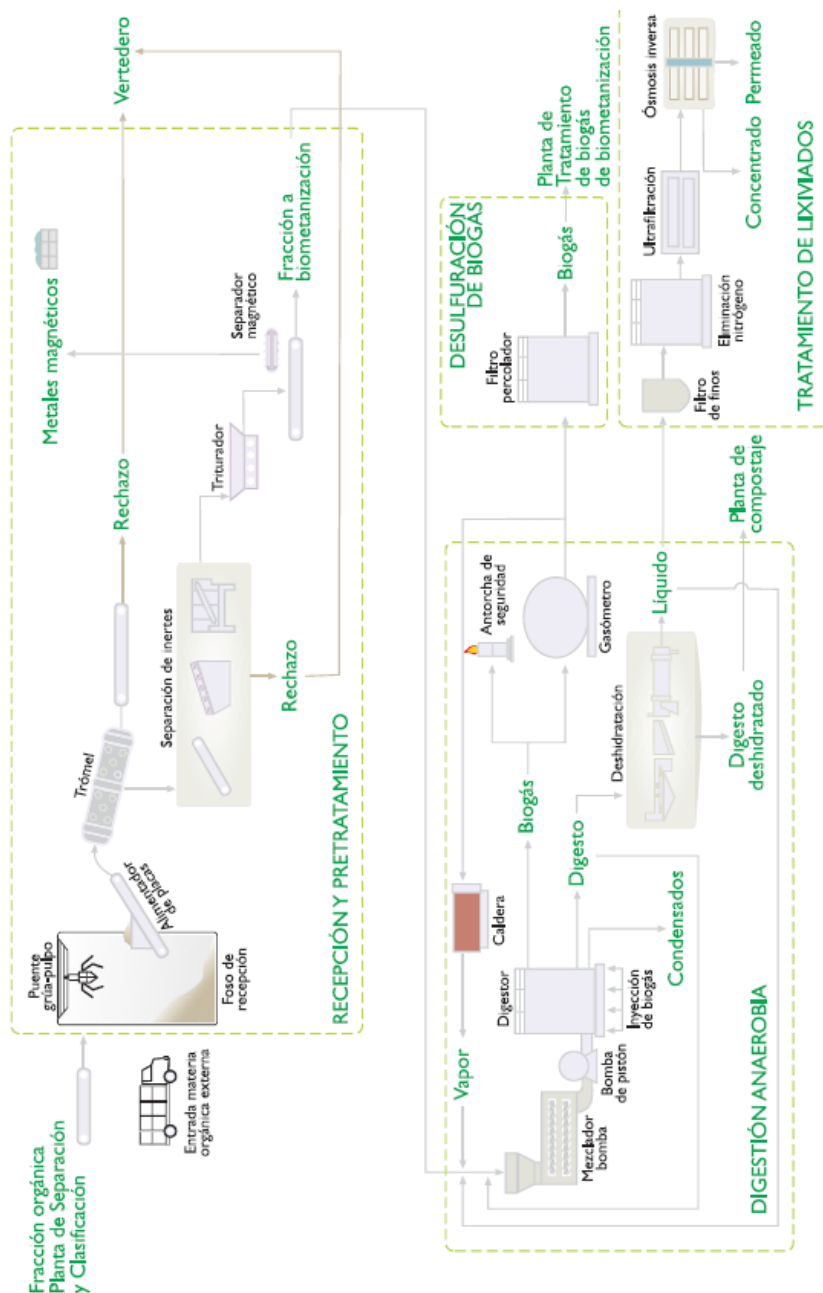 Fracción orgánica
Planta de Separación
y Clasificación
Entrada materia
orgánica externa
Puente
grúa-pulpo
Foso de
recepción
Alimentador
de placas
Trómel
Rechazo
Vertedero
Metales magnéticos
Separación de inertes
Rechazo
Triturador
Separador
magnético
Fracción a
biometanización
RECEPCIÓN Y PRETRATAMIENTO
Vapor
Caldera
Mezclador
bomba
Bomba
de pistón
Digestor
Inyección
de biogás
Condensados
Biogás
Digesto
Antorcha de
seguridad
Gasómetro
Deshidratación
Líquido
Digesto
deshidratado
Planta de
compostaje
DIGESTIÓN ANAEROBIA
DESULFURACIÓN
DE BIOGÁS
Filtro
percolador
Biogás
Planta de
Tratamiento
de biogás
de biometanización
Filtro
de finos
Eliminación
nitrógeno
Ultrafiltración
Ósmosis inversa
Concentrado
Permeado
TRATAMIENTO DE LIXIVIADOS